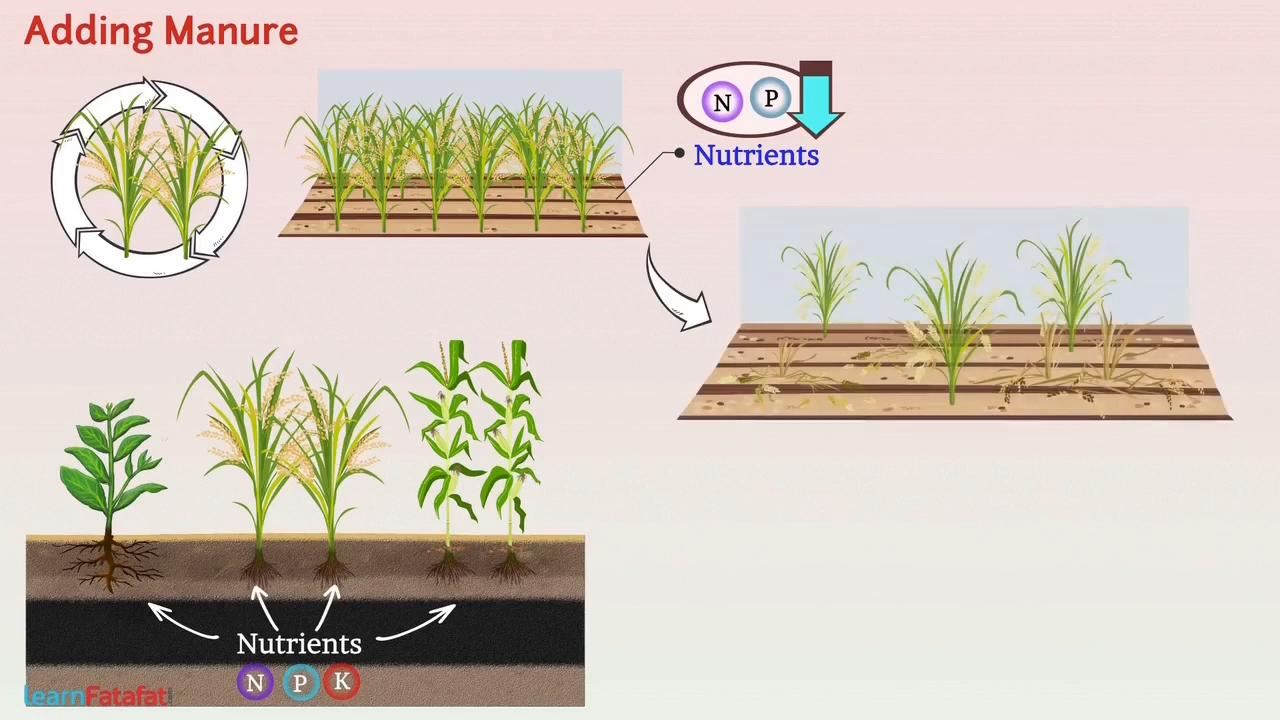 Adding Manure
N P
Nutrients
Nutrients
N P K
learnFatafat